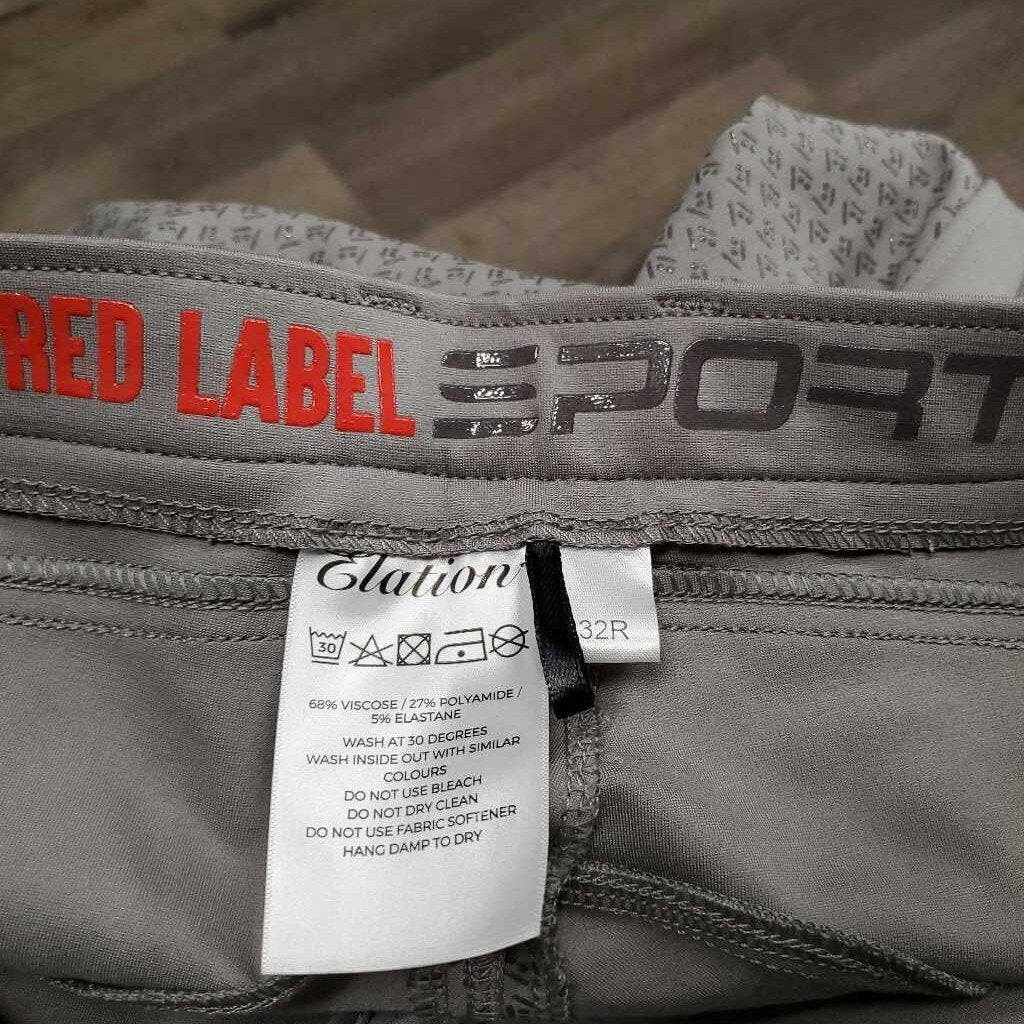 RED LABEL SPORT
Elation
32R
30
68% VISCOSE / 27% POLYAMIDE /
5% ELASTANE
WASH AT 30 DEGREES
WASH INSIDE OUT WITH SIMILAR
COLOURS
DO NOT USE BLEACH
DO NOT DRY CLEAN
DO NOT USE FABRIC SOFTENER
HANG DAMP TO DRY